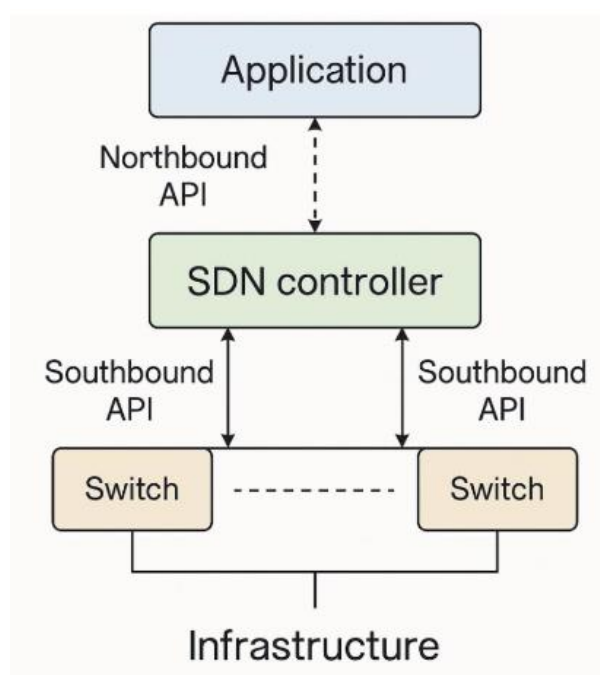 Application
Northbound
API
SDN controller
Southbound
API
Southbound
API
Switch
Switch
Infrastructure